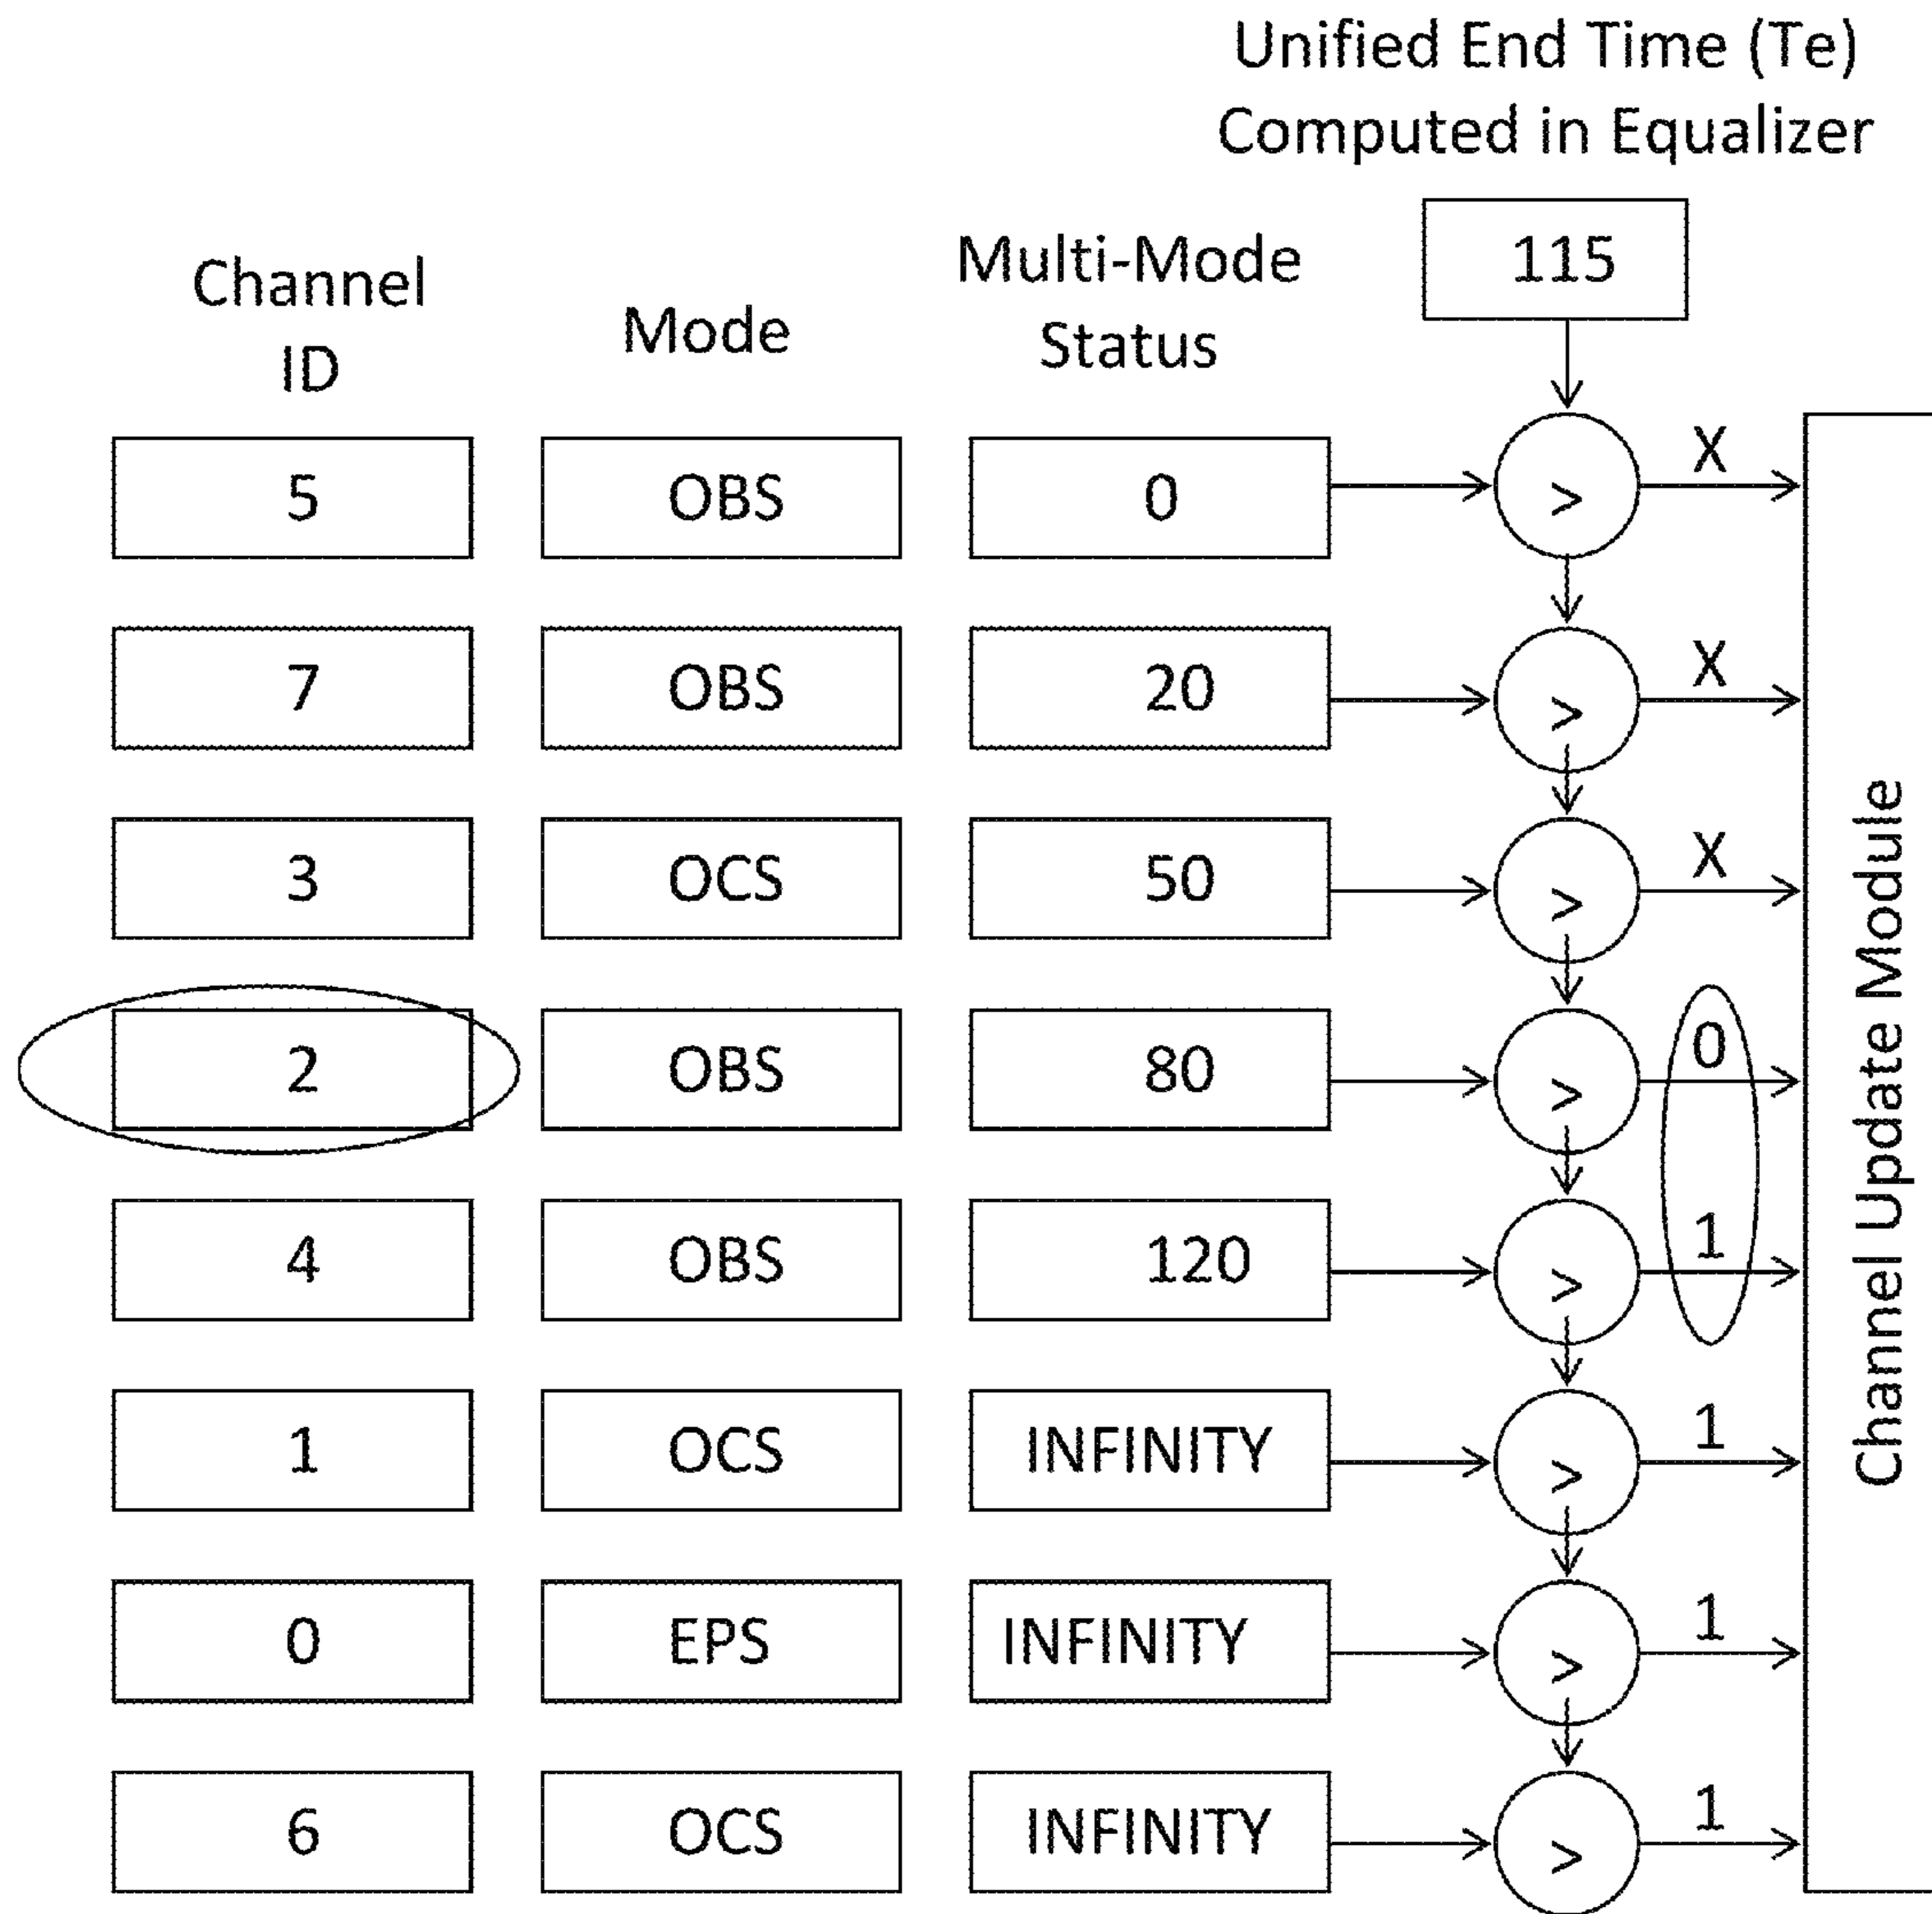 Unified End Time (Te)
Computed in Equalizer
115
Channel
ID
Mode
Multi-Mode
Status
5 OBS 0 > X
7 OBS 20 > X
3 OCS 50 > X
2 OBS 80 > 0
4 OBS 120 > 1
1 OCS INFINITY > 1
0 EPS INFINITY > 1
6 OCS INFINITY > 1
Channel Update Module